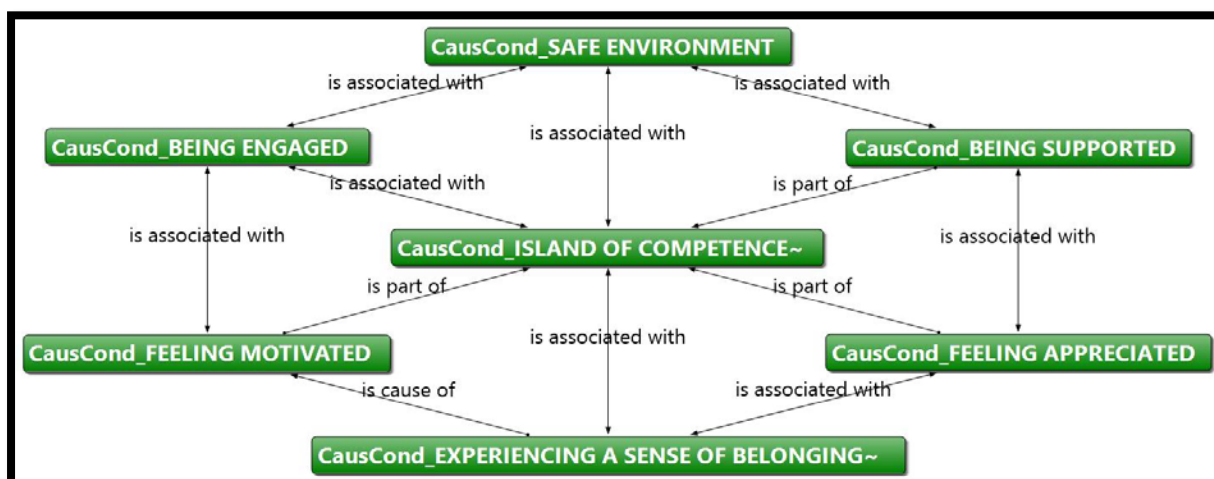 CausCond_SAFE ENVIRONMENT
is associated with
is associated with
is associated with
CausCond_BEING ENGAGED
CausCond_BEING SUPPORTED
is associated with
is part of
is associated with
is associated with
CausCond_ISLAND OF COMPETENCE~
is part of
is part of
is associated with
CausCond_FEELING MOTIVATED
CausCond_FEELING APPRECIATED
is cause of
is associated with
CausCond_EXPERIENCING A SENSE OF BELONGING~